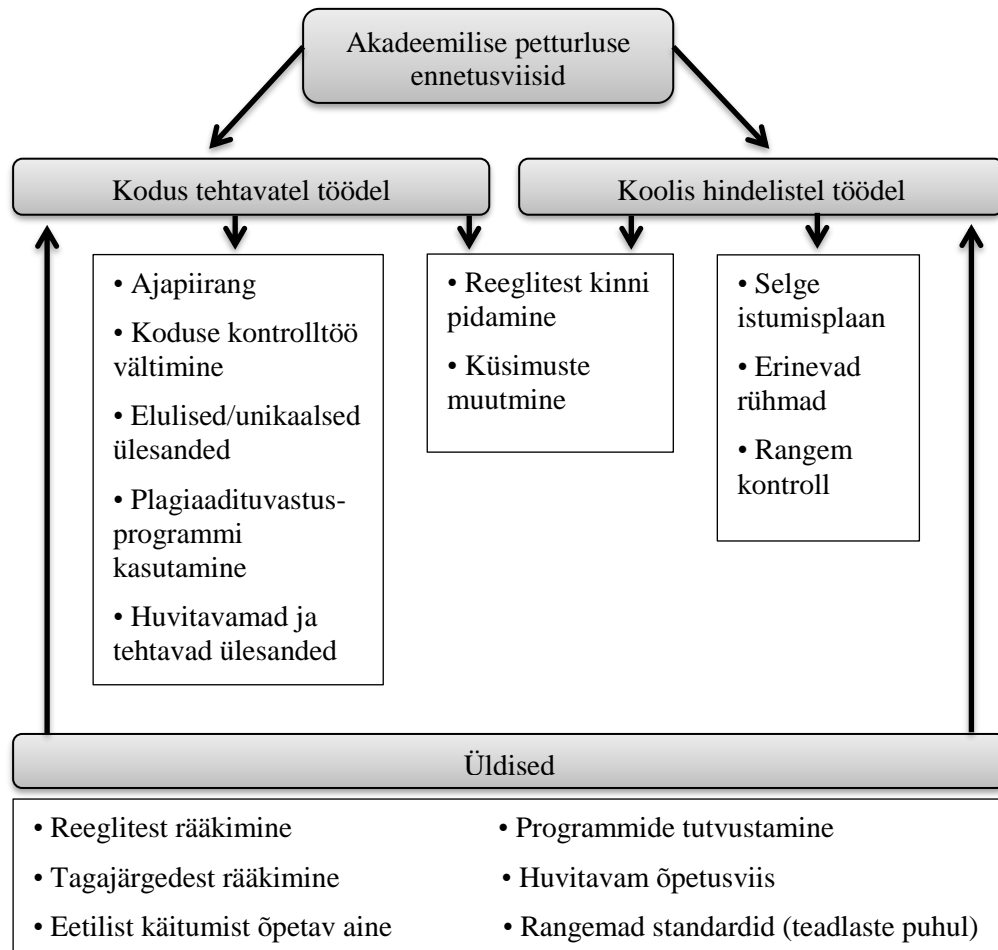 Akadeemilise petturluse
ennetusviisid
Kodus tehtavatel töödel
Koolis hindelistel töödel
• Ajapiirang
• Koduse kontrolltöö
vältimine
• Elulised/unikaalsed
ülesanded
• Plagiaadituvastus-
programmi
kasutamine
• Huvitavamad ja
tehtavad ülesanded
• Reeglitest kinni
pidamine
• Küsimuste
muutmine
• Selge
istumisplaan
• Erinevad
rühmad
• Rangem
kontroll
Üldised
• Reeglitest rääkimine
• Tagajärgedest rääkimine
• Eetilist käitumist õpetav aine
• Programmide tutvustamine
• Huvitavam õpetusviis
• Rangemad standardid (teadlaste puhul)